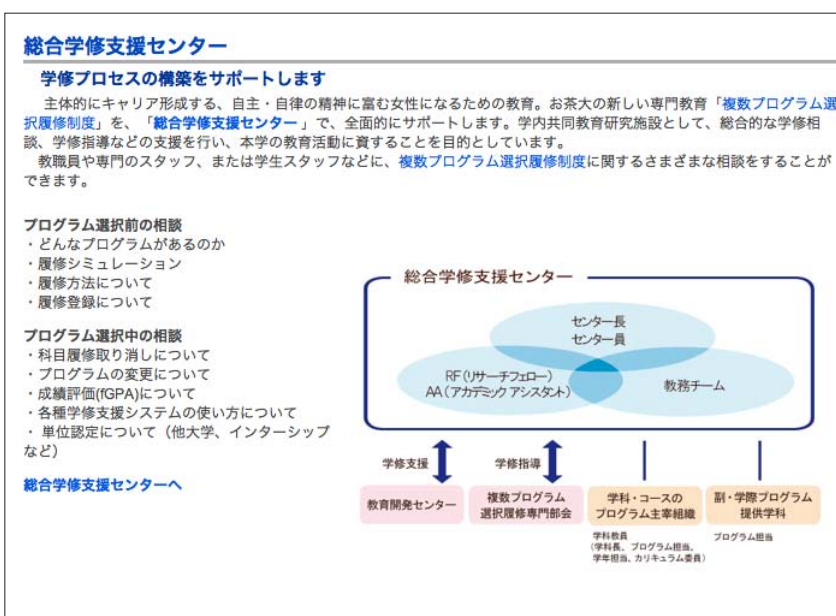 総合学修支援センター
学修プロセスの構築をサポートします
主体的にキャリア形成する、自主・自律の精神に富む女性になるための教育。お茶大の新しい専門教育「複数プログラム選
択履修制度」を、「総合学修支援センター」で、全面的にサポートします。学内共同教育研究施設として、総合的な学修相
談、学修指導などの支援を行い、本学の教育活動に資することを目的としています。
教職員や専門のスタッフ、または学生スタッフなどに、複数プログラム選択履修制度に関するさまざまな相談をすることが
できます。
プログラム選択前の相談
・どんなプログラムがあるのか
・履修シミュレーション
・履修方法について
・履修登録について
プログラム選択中の相談
・科目履修取り消しについて
・プログラムの変更について
・成績評価(fGPA)について
・各種学修支援システムの使い方について
・ 単位認定について（他大学、インターシップ
など）
総合学修支援センターへ
総合学修支援センター
センター長
センター員
RF（リサーチフェロー）
AA（アカデミック アシスタント）
教務チーム
学修支援
学修指導
教育開発センター
複数プログラム
選択履修専門部会
学科・コースの
プログラム主宰組織
副・学際プログラム
提供学科
学科教員
（学科長、プログラム担当、
学年担当、カリキュラム委員）
プログラム担当